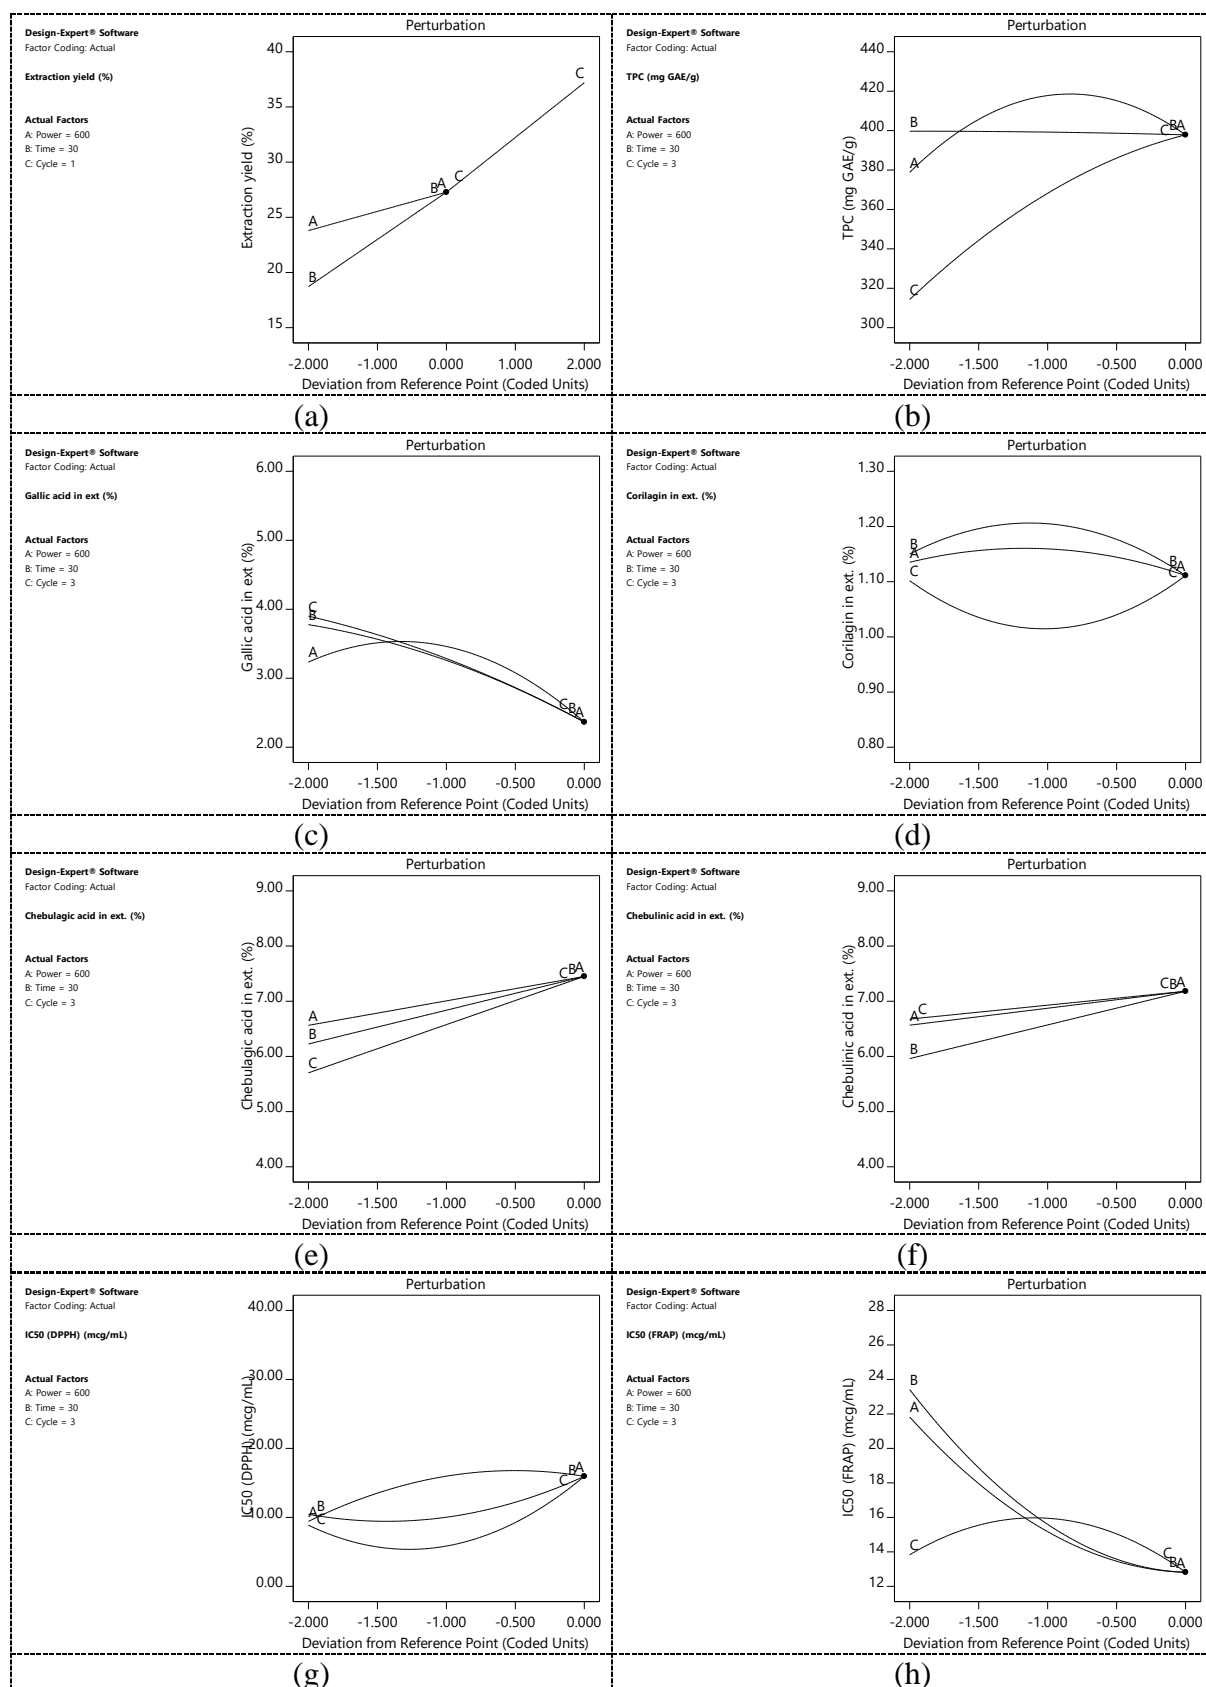 Design-Expert® Software
Factor Coding: Actual
Extraction yield (%)
Actual Factors
A: Power = 600
B: Time = 30
C: Cycle = 1
Perturbation
Extraction yield (%)
40
35
30
25
20
15
A
B
B
A
C
C
-2.000 -1.000 0.000 1.000 2.000
Deviation from Reference Point (Coded Units)
(a)
Design-Expert® Software
Factor Coding: Actual
TPC (mg GAE/g)
Actual Factors
A: Power = 600
B: Time = 30
C: Cycle = 3
Perturbation
TPC (mg GAE/g)
440
420
400
380
360
340
320
300
B
A
C
C
B
A
-2.000 -1.500 -1.000 -0.500 0.000
Deviation from Reference Point (Coded Units)
(b)
Design-Expert® Software
Factor Coding: Actual
Gallic acid in ext (%)
Actual Factors
A: Power = 600
B: Time = 30
C: Cycle = 3
Perturbation
Gallic acid in ext (%)
6.00
5.00
4.00
3.00
2.00
C
B
A
C
B
A
-2.000 -1.500 -1.000 -0.500 0.000
Deviation from Reference Point (Coded Units)
(c)
Design-Expert® Software
Factor Coding: Actual
Corilagin in ext. (%)
Actual Factors
A: Power = 600
B: Time = 30
C: Cycle = 3
Perturbation
Corilagin in ext. (%)
1.30
1.20
1.10
1.00
0.90
0.80
B
A
C
B
A
C
-2.000 -1.500 -1.000 -0.500 0.000
Deviation from Reference Point (Coded Units)
(d)
Design-Expert® Software
Factor Coding: Actual
Chebulagic acid in ext. (%)
Actual Factors
A: Power = 600
B: Time = 30
C: Cycle = 3
Perturbation
Chebulagic acid in ext. (%)
9.00
8.00
7.00
6.00
5.00
4.00
A
B
C
C
B
A
-2.000 -1.500 -1.000 -0.500 0.000
Deviation from Reference Point (Coded Units)
(e)
Design-Expert® Software
Factor Coding: Actual
Chebulinic acid in ext. (%)
Actual Factors
A: Power = 600
B: Time = 30
C: Cycle = 3
Perturbation
Chebulinic acid in ext. (%)
9.00
8.00
7.00
6.00
5.00
4.00
A
C
B
C
B
A
-2.000 -1.500 -1.000 -0.500 0.000
Deviation from Reference Point (Coded Units)
(f)
Design-Expert® Software
Factor Coding: Actual
IC50 (DPPH) (mcg/mL)
Actual Factors
A: Power = 600
B: Time = 30
C: Cycle = 3
Perturbation
IC50 (DPPH) (mcg/mL)
40.00
30.00
20.00
10.00
0.00
A
B
C
C
B
A
-2.000 -1.500 -1.000 -0.500 0.000
Deviation from Reference Point (Coded Units)
(g)
Design-Expert® Software
Factor Coding: Actual
IC50 (FRAP) (mcg/mL)
Actual Factors
A: Power = 600
B: Time = 30
C: Cycle = 3
Perturbation
IC50 (FRAP) (mcg/mL)
28
26
24
22
20
18
16
14
12
B
A
C
C
B
A
-2.000 -1.500 -1.000 -0.500 0.000
Deviation from Reference Point (Coded Units)
(h)